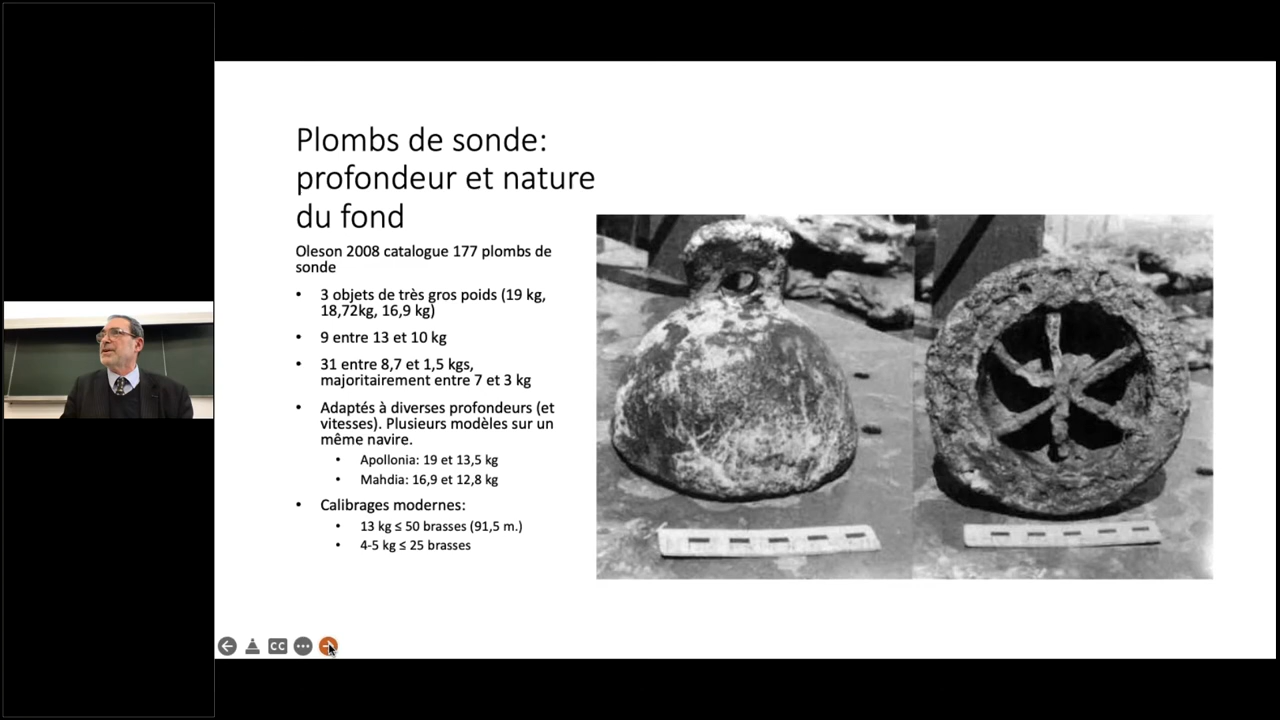 Plombs de sonde:
profondeur et nature
du fond
Oleson 2008 catalogue 177 plombs de
sonde
• 3 objets de très gros poids (19 kg,
18,72kg, 16,9 kg)
• 9 entre 13 et 10 kg
• 31 entre 8,7 et 1,5 kgs,
majoritairement entre 7 et 3 kg
• Adaptés à diverses profondeurs (et
vitesses). Plusieurs modèles sur un
même navire.
• Apollonia: 19 et 13,5 kg
• Mahdia: 16,9 et 12,8 kg
• Calibrages modernes:
• 13 kg ≤ 50 brasses (91,5 m.)
• 4-5 kg ≤ 25 brasses
CC